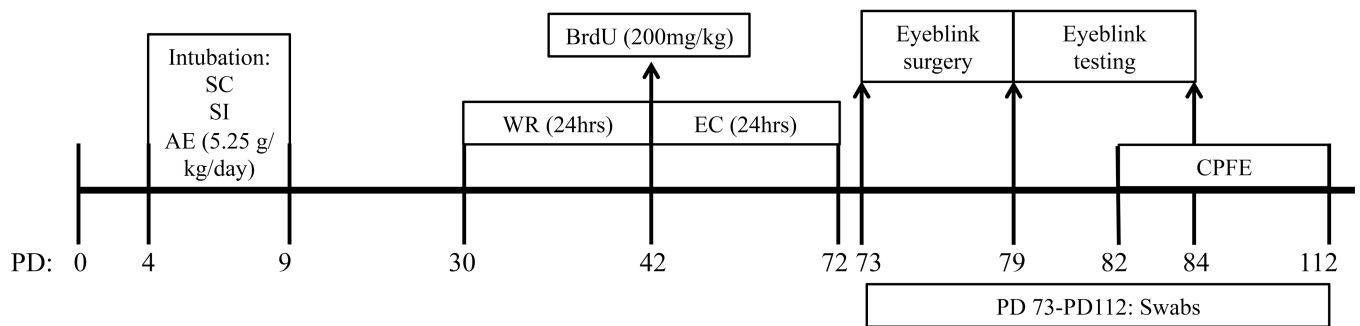 Intubation:
SC
SI
AE (5.25 g/
kg/day)
BrdU (200mg/kg)
WR (24hrs)
EC (24hrs)
Eyeblink
surgery
Eyeblink
testing
CPFE
PD: 0 4 9 30 42 72 73 79 82 84 112
PD 73-PD112: Swabs